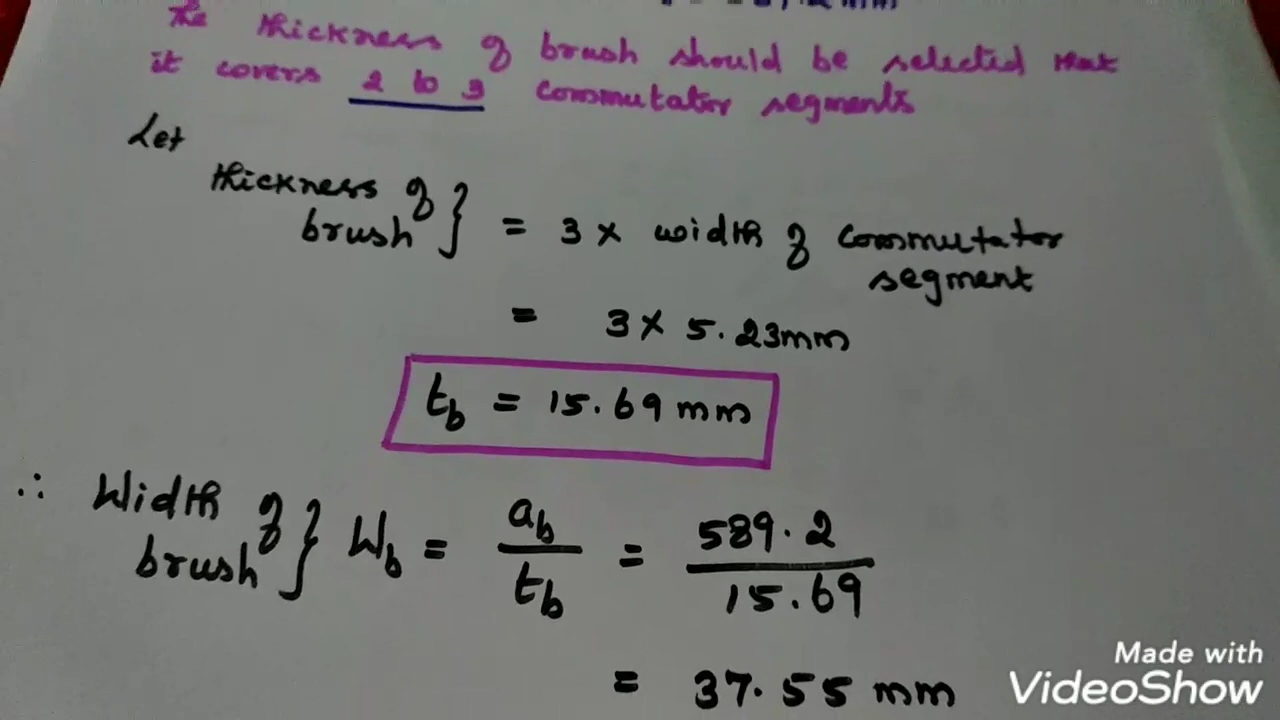 The thickness of brush should be selected that
it covers 2 to 3 commutator segments
Let
thickness of
brush } = 3 x width of commutator
segment
= 3 x 5.23mm
tb = 15.69 mm
∴ Width of
brush } Wb = ab / tb = 589.2 / 15.69
= 37.55 mm
Made with
VideoShow